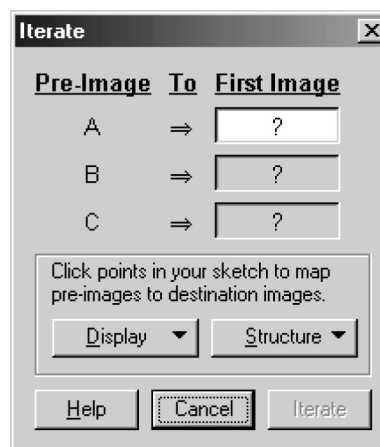 Iterate
Pre-Image To First Image
A ⇒ ?
B ⇒ ?
C ⇒ ?
Click points in your sketch to map
pre-images to destination images.
Display Structure
Help Cancel Iterate